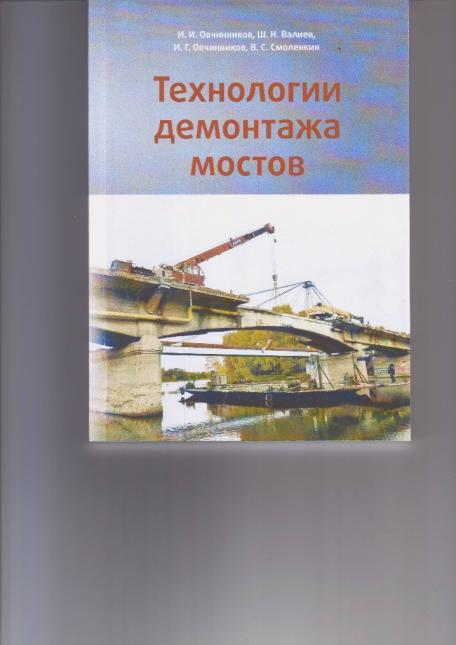 И. И. Овчинников, Ш. Н. Валиев,
И. Г. Овчинников, В. С. Смоленкин
Технологии
демонтажа
мостов